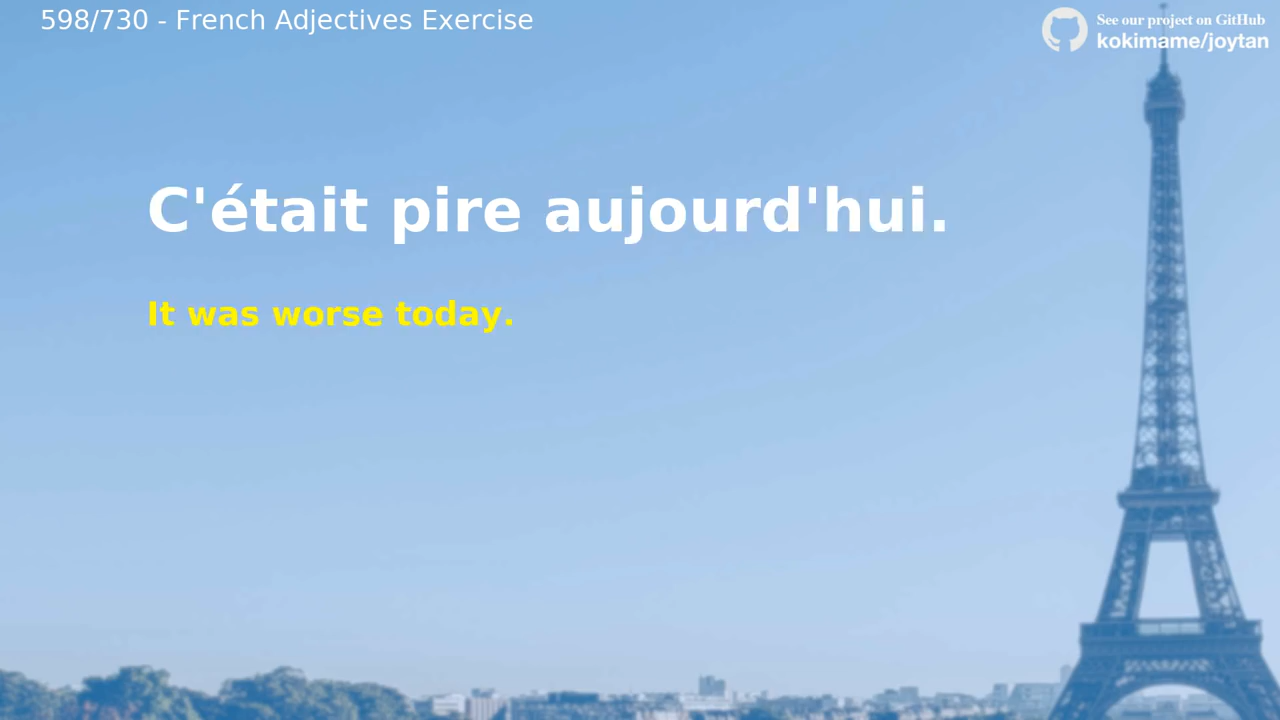 598/730 - French Adjectives Exercise
See our project on GitHub
kokimame/joytan
C'était pire aujourd'hui.
It was worse today.